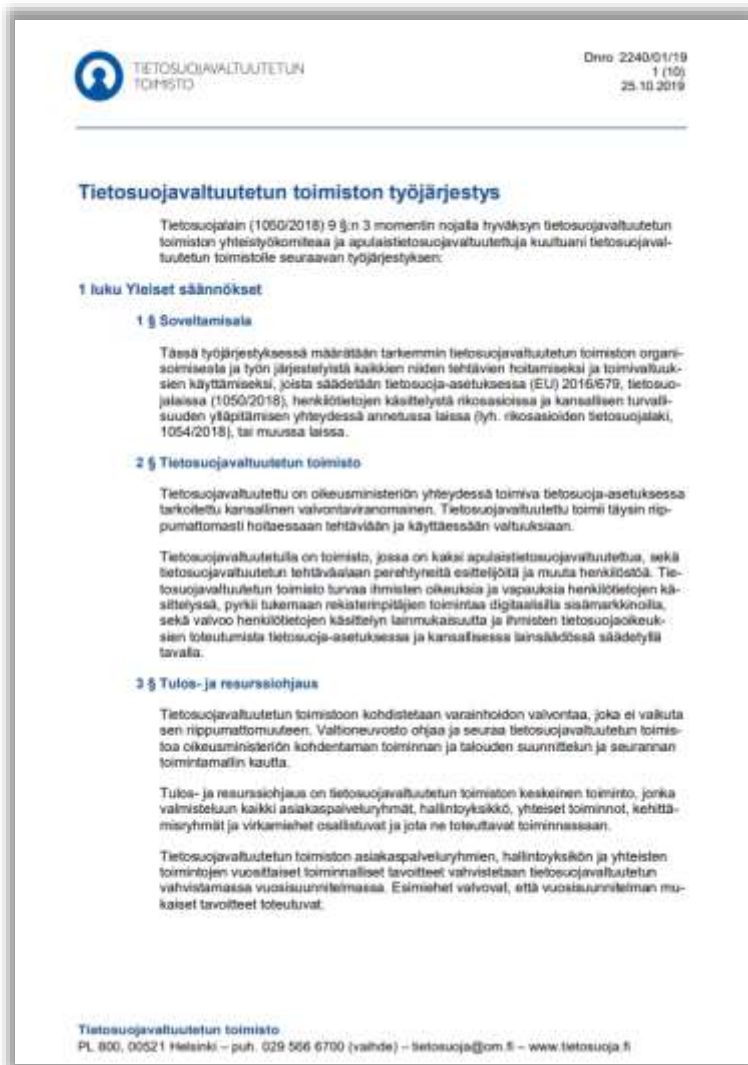 TIETOSUOJAVALTUUTETUN
TOIMISTO
Dnro 2240/01/19
1 (10)
25.10.2019
Tietosuojavaltuutetun toimiston työjärjestys
Tietosuojalain (1050/2018) 9 §:n 3 momentin nojalla hyväksyn tietosuojavaltuutetun
toimiston yhteistyökomiteaa ja apulaistietosuojavaltuutettuja kuultuani tietosuojaval-
tuutetun toimistolle seuraavan työjärjestyksen:
1 luku Yleiset säännökset
1 § Soveltamisala
Tässä työjärjestyksessä määrätään tarkemmin tietosuojavaltuutetun toimiston organi-
soimisesta ja työn järjestelyistä kaikkien niiden tehtävien hoitamiseksi ja toimivaltuuk-
sien käyttämiseksi, joista säädetään tietosuoja-asetuksessa (EU) 2016/679, tietosuo-
jalaissa (1050/2018), henkilötietojen käsittelystä rikosasioissa ja kansallisen turvalli-
suuden ylläpitämisen yhteydessä annetussa laissa (lyh. rikosasioiden tietosuojalaki,
1054/2018), tai muussa laissa.
2 § Tietosuojavaltuutetun toimisto
Tietosuojavaltuutettu on oikeusministeriön yhteydessä toimiva tietosuoja-asetuksessa
tarkoitettu kansallinen valvontaviranomainen. Tietosuojavaltuutettu toimii täysin riip-
pumattomasti hoitaessaan tehtäviään ja käyttäessään valtuuksiaan.
Tietosuojavaltuutetulla on toimisto, jossa on kaksi apulaistietosuojavaltuutettua, sekä
tietosuojavaltuutetun tehtäväalaan perehtyneitä esittelijöitä ja muuta henkilöstöä. Tie-
tosuojavaltuutetun toimisto turvaa ihmisten oikeuksia ja vapauksia henkilötietojen kä-
sittelyssä, pyrkii tukemaan rekisterinpitäjien toimintaa digitaalisilla sisämarkkinoilla,
sekä valvoo henkilötietojen käsittelyn lainmukaisuutta ja ihmisten tietosuojaoikeuk-
sien toteutumista tietosuoja-asetuksessa ja kansallisessa lainsäädössä säädetyllä
tavalla.
3 § Tulos- ja resurssiohjaus
Tietosuojavaltuutetun toimistoon kohdistetaan varainhoidon valvontaa, joka ei vaikuta
sen riippumattomuuteen. Valtioneuvosto ohjaa ja seuraa tietosuojavaltuutetun toimis-
toa oikeusministeriön kohdentaman toiminnan ja talouden suunnittelun ja seurannan
toimintamallin kautta.
Tulos- ja resurssiohjaus on tietosuojavaltuutetun toimiston keskeinen toiminto, jonka
valmisteluun kaikki asiakaspalveluryhmät, hallintoyksikkö, yhteiset toiminnot, kehittä-
misryhmät ja virkamiehet osallistuvat ja jota ne toteuttavat toiminnassaan.
Tietosuojavaltuutetun toimiston asiakaspalveluryhmien, hallintoyksikön ja yhteisten
toimintojen vuosittaiset toiminnalliset tavoitteet vahvistetaan tietosuojavaltuutetun
vahvistamassa vuosisuunnitelmassa. Esimiehet valvovat, että vuosisuunnitelman mu-
kaiset tavoitteet toteutuvat.
Tietosuojavaltuutetun toimisto
PL 800, 00521 Helsinki – puh. 029 566 6700 (vaihde) – tietosuoja@om.fi – www.tietosuoja.fi